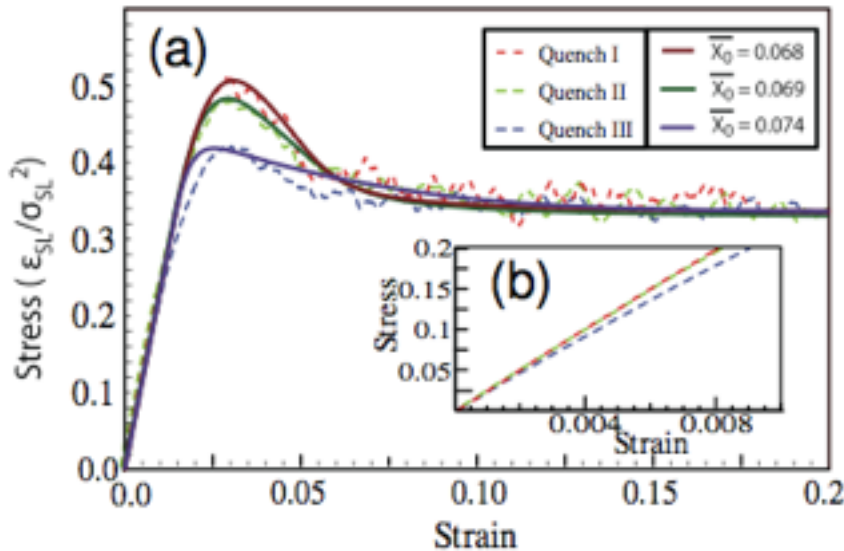 (a)
Quench I
Quench II
Quench III
X̅₀ = 0.068
X̅₀ = 0.069
X̅₀ = 0.074
0.5
0.4
0.3
0.2
0.1
0.0
Stress ( ε_SL/σ_SL²)
0.0 0.05 0.10 0.15 0.2
Strain
(b)
0.2
0.15
0.1
0.05
Stress
0.004 0.008
Strain